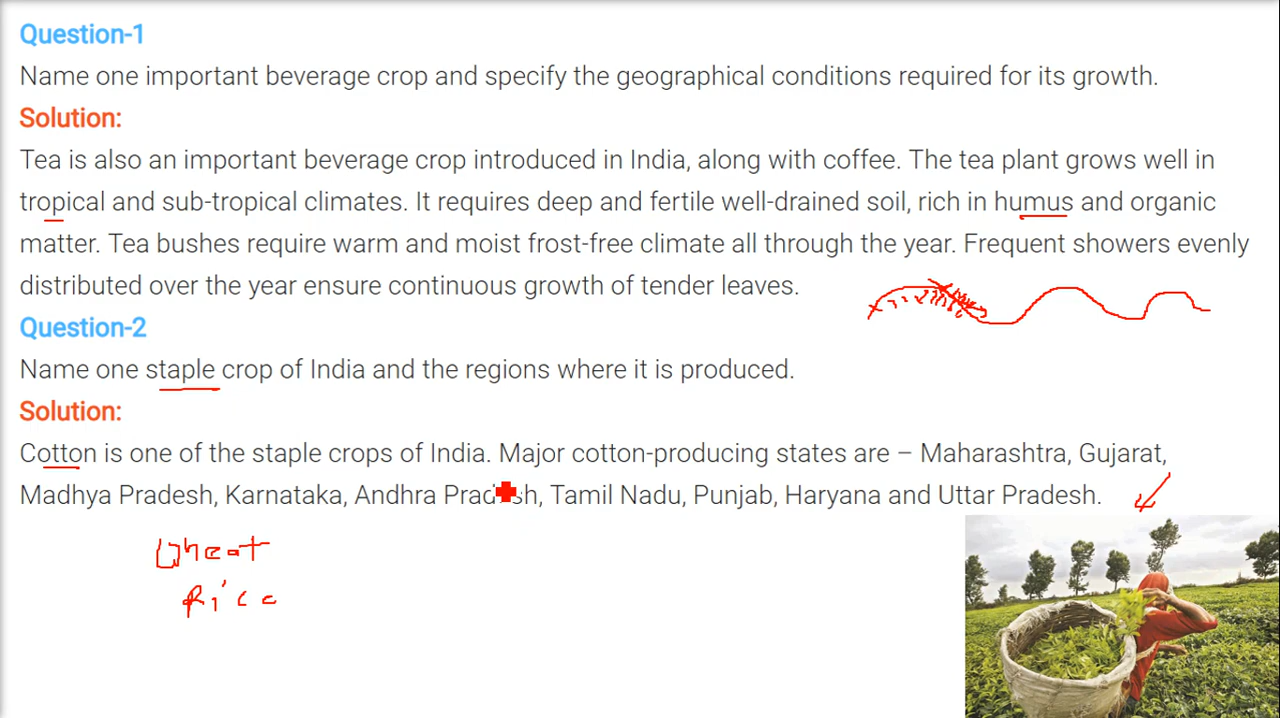 Question-1
Name one important beverage crop and specify the geographical conditions required for its growth.
Solution:
Tea is also an important beverage crop introduced in India, along with coffee. The tea plant grows well in
tropical and sub-tropical climates. It requires deep and fertile well-drained soil, rich in humus and organic
matter. Tea bushes require warm and moist frost-free climate all through the year. Frequent showers evenly
distributed over the year ensure continuous growth of tender leaves.
Question-2
Name one staple crop of India and the regions where it is produced.
Solution:
Cotton is one of the staple crops of India. Major cotton-producing states are – Maharashtra, Gujarat,
Madhya Pradesh, Karnataka, Andhra Pradesh, Tamil Nadu, Punjab, Haryana and Uttar Pradesh.
Wheat
Rice